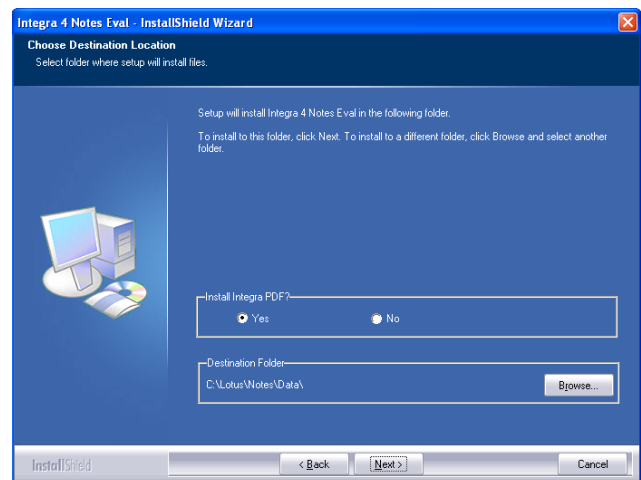 Integra 4 Notes Eval - InstallShield Wizard
Choose Destination Location
Select folder where setup will install files.
Setup will install Integra 4 Notes Eval in the following folder.
To install to this folder, click Next. To install to a different folder, click Browse and select another
folder.
Install Integra PDF?
Yes No
Destination Folder
C:\Lotus\Notes\Data\ Browse...
InstallShield < Back Next > Cancel